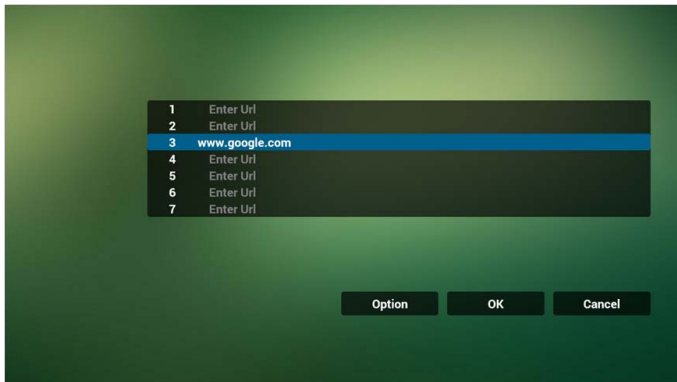 1 Enter Url
2 Enter Url
3 www.google.com
4 Enter Url
5 Enter Url
6 Enter Url
7 Enter Url
Option OK Cancel